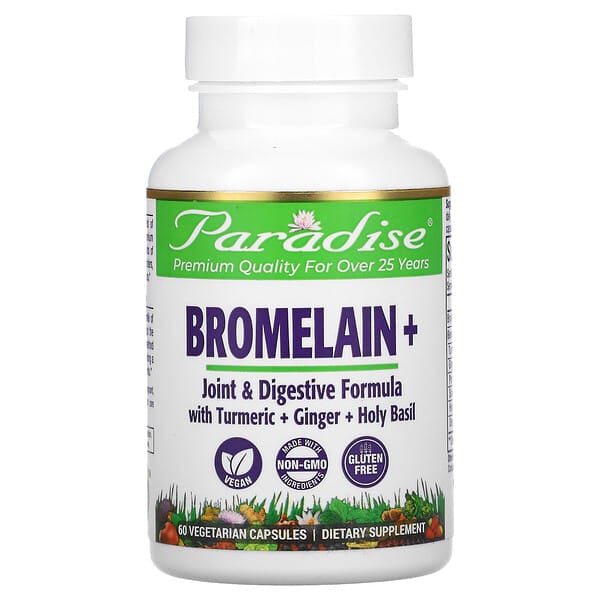 Paradise®
Premium Quality For Over 25 Years
BROMELAIN+
Joint & Digestive Formula
with Turmeric + Ginger + Holy Basil
VEGAN
MADE WITH
NON-GMO
INGREDIENTS
GLUTEN
FREE
60 VEGETARIAN CAPSULES | DIETARY SUPPLEMENT